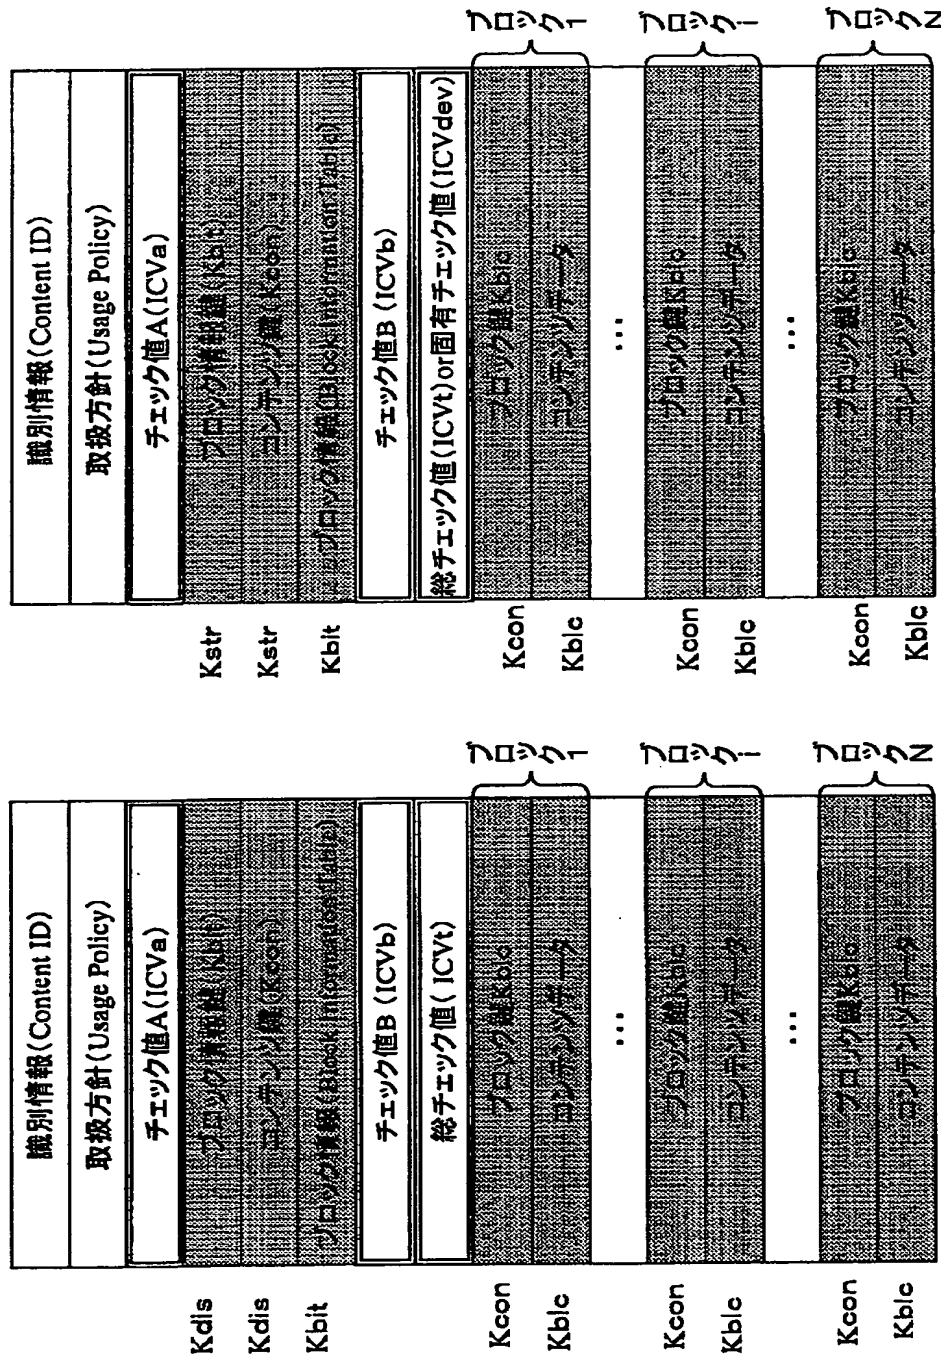 識別情報(Content ID)
取扱方針(Usage Policy)
チェック値A(ICVa)
Kdis ブロック情報鍵(Kbit)
Kdis コンテンツ鍵(Kcon)
Kbit ブロック情報(Block Information Table)
チェック値B(ICVb)
総チェック値(ICVt)
Kcon ブロック鍵Kblc
Kblc コンテンツデータ
ブロック1
...
Kcon ブロック鍵Kblc
Kblc コンテンツデータ
ブロックi
...
Kcon ブロック鍵Kblc
Kblc コンテンツデータ
ブロックN
識別情報(Content ID)
取扱方針(Usage Policy)
チェック値A(ICVa)
Kstr ブロック情報鍵(Kbit)
Kstr コンテンツ鍵(Kcon)
Kbit ブロック情報(Block Information Table)
チェック値B(ICVb)
総チェック値(ICVt)or固有チェック値(ICVdev)
Kcon ブロック鍵Kblc
Kblc コンテンツデータ
ブロック1
...
Kcon ブロック鍵Kblc
Kblc コンテンツデータ
ブロックi
...
Kcon ブロック鍵Kblc
Kblc コンテンツデータ
ブロックN